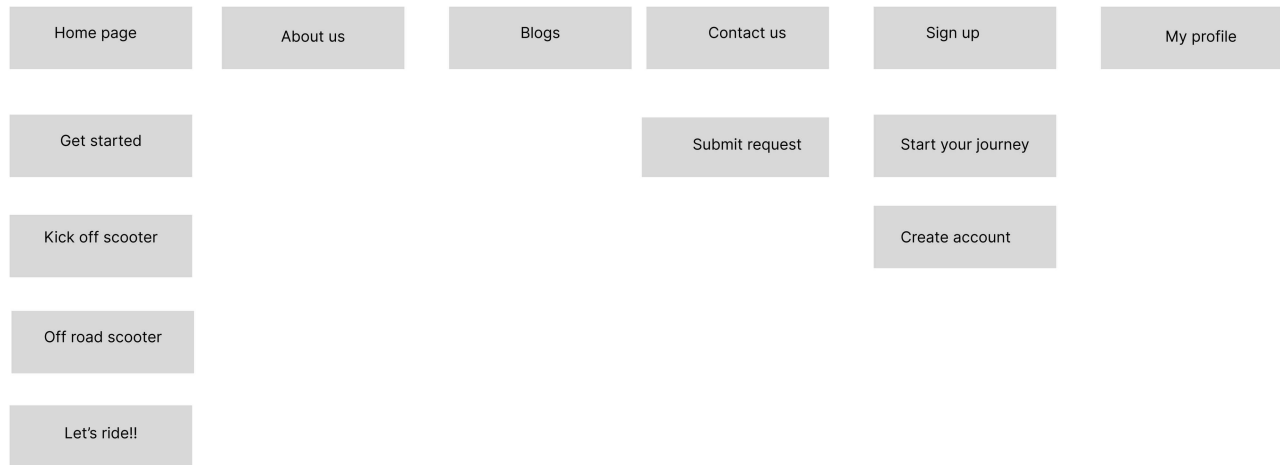 Home page
About us
Blogs
Contact us
Sign up
My profile
Get started
Submit request
Start your journey
Kick off scooter
Create account
Off road scooter
Let’s ride!!